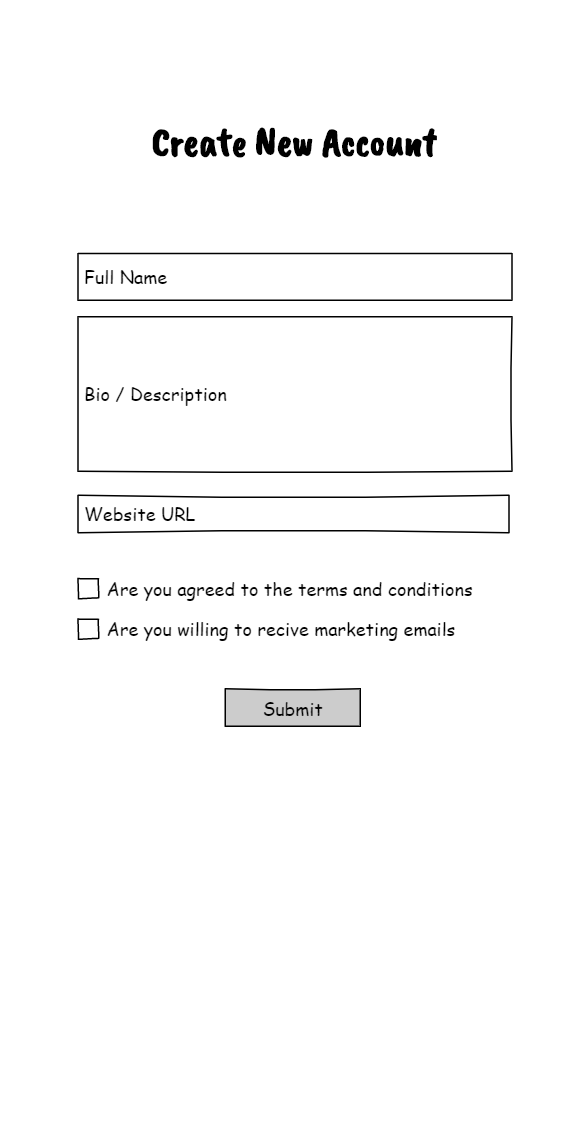 Create New Account
Full Name
Bio / Description
Website URL
Are you agreed to the terms and conditions
Are you willing to recive marketing emails
Submit